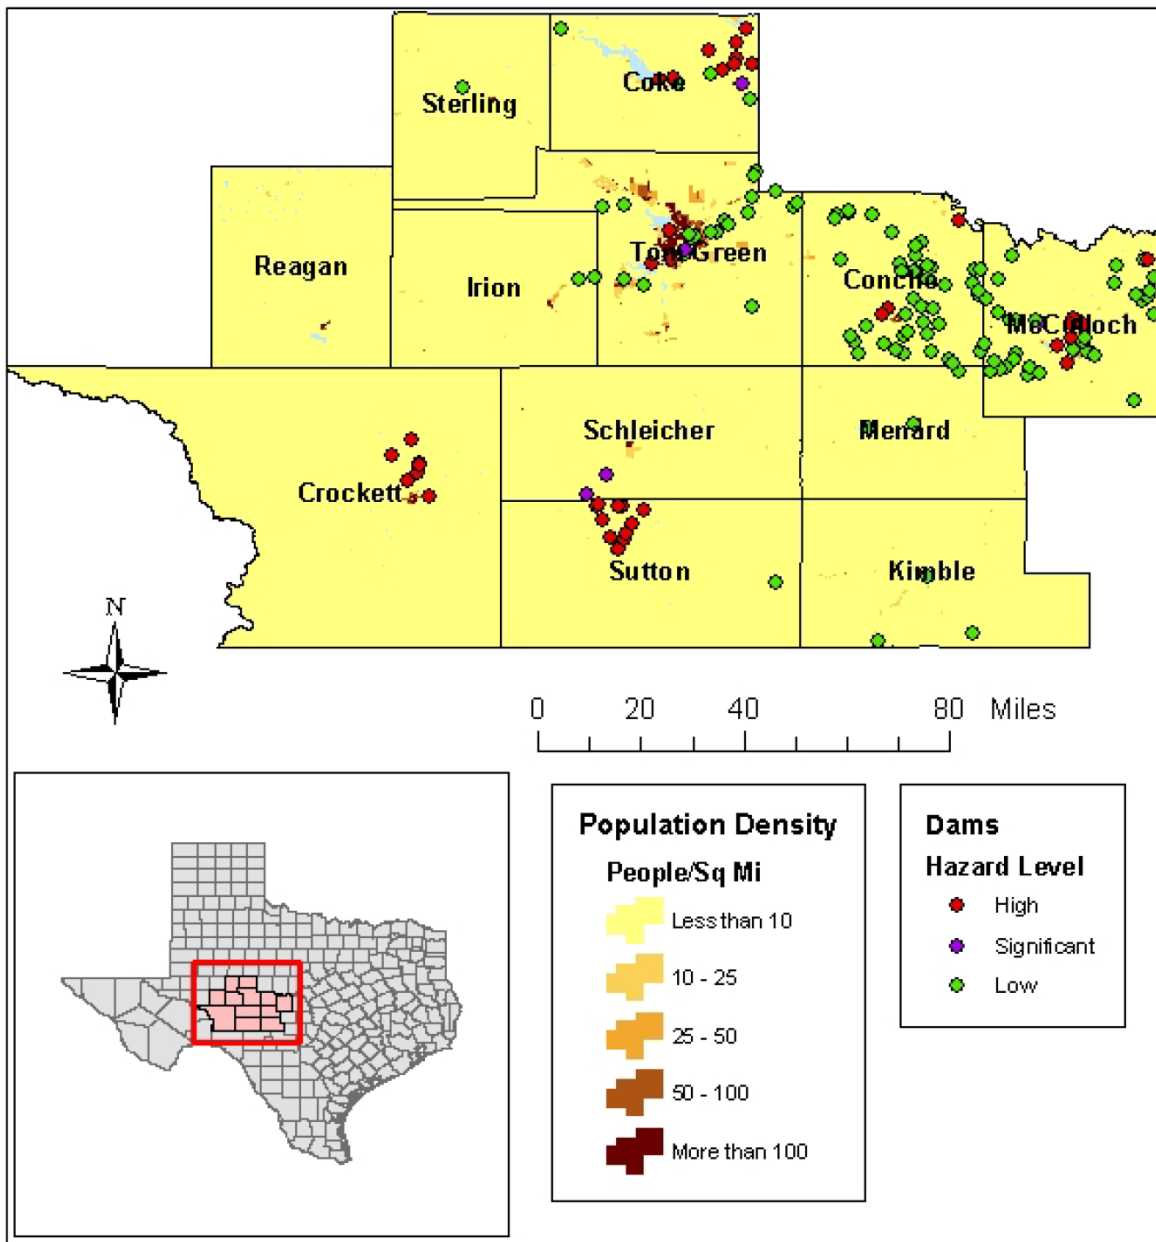 Coke
Sterling
Tom Green
Reagan
Irion
Concho
McCulloch
Schleicher
Menard
Crockett
Sutton
Kimble
N
0 20 40 80 Miles
Population Density
People/Sq Mi
Less than 10
10 - 25
25 - 50
50 - 100
More than 100
Dams
Hazard Level
High
Significant
Low